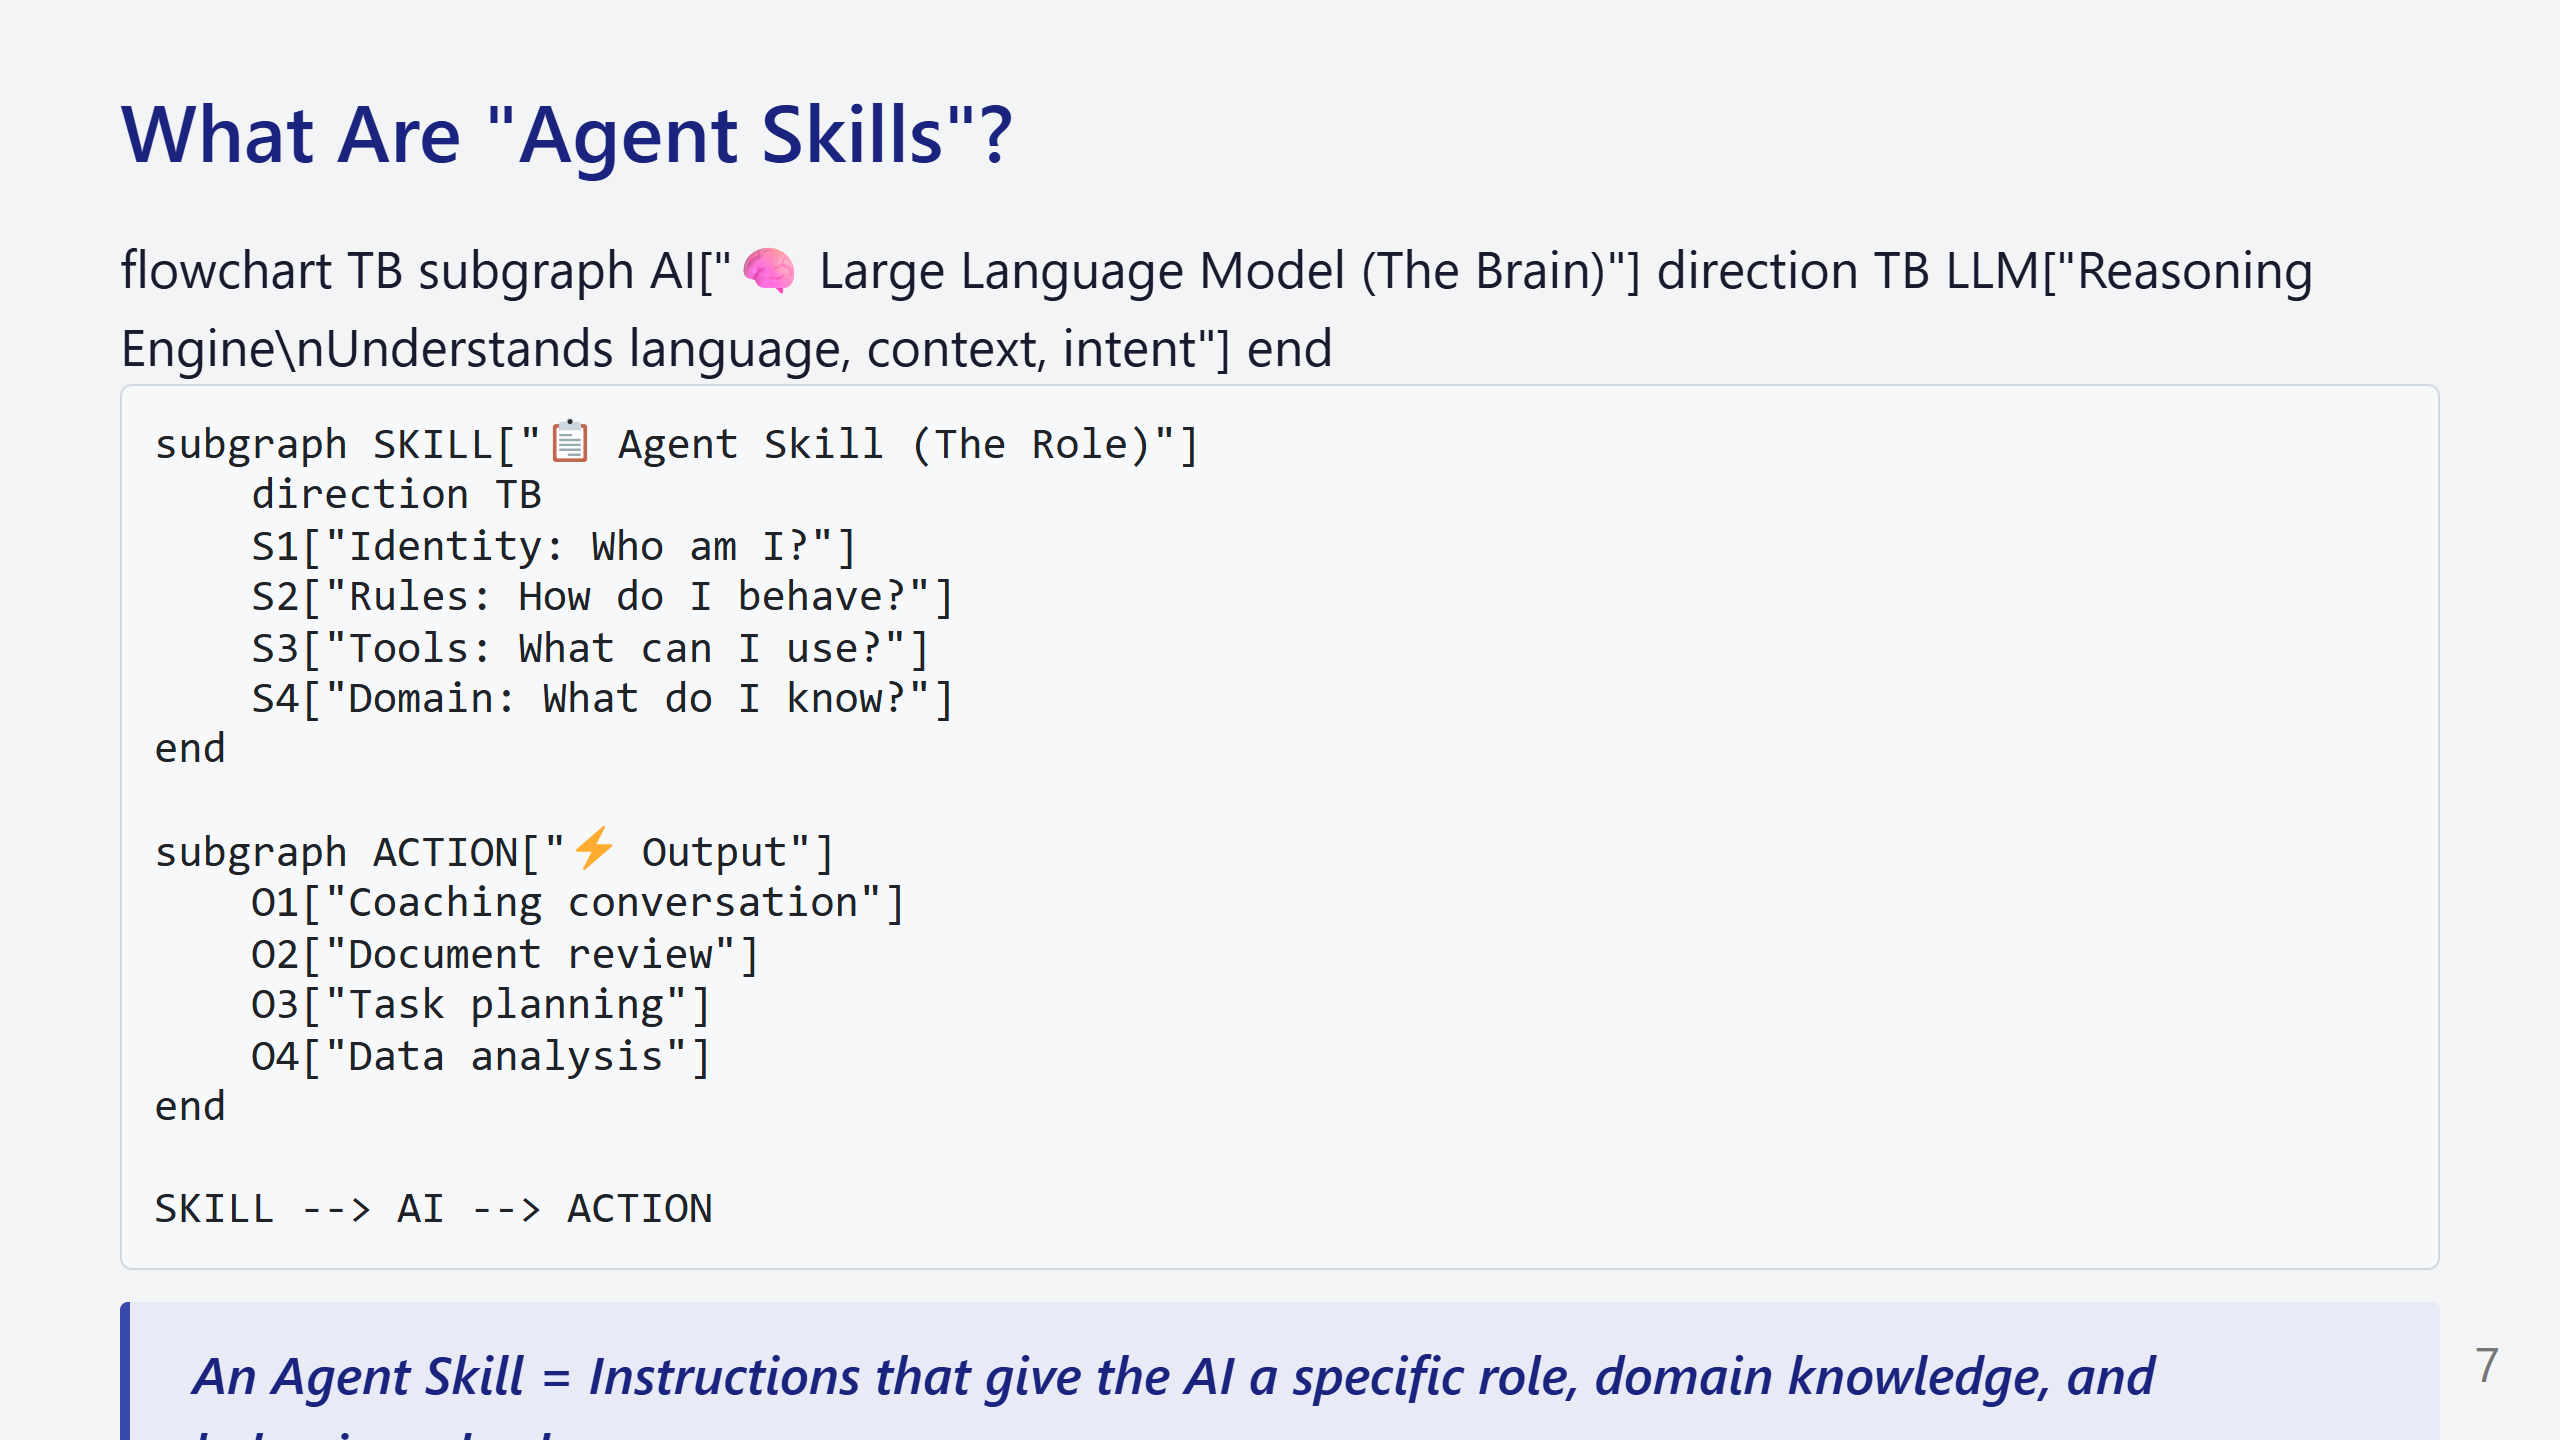 What Are "Agent Skills"?
flowchart TB subgraph AI["🧠 Large Language Model (The Brain)"] direction TB LLM["Reasoning
Engine\nUnderstands language, context, intent"] end
subgraph SKILL["📋 Agent Skill (The Role)"]
    direction TB
    S1["Identity: Who am I?"]
    S2["Rules: How do I behave?"]
    S3["Tools: What can I use?"]
    S4["Domain: What do I know?"]
end
subgraph ACTION["⚡ Output"]
    O1["Coaching conversation"]
    O2["Document review"]
    O3["Task planning"]
    O4["Data analysis"]
end
SKILL --> AI --> ACTION
An Agent Skill = Instructions that give the AI a specific role, domain knowledge, and
7